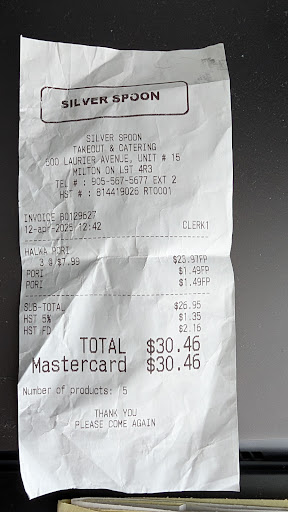 SILVER SPOON
SILVER SPOON
TAKEOUT & CATERING
500 LAURIER AVENUE, UNIT # 15
MILTON ON L9T 4R3
TEL # : 905-567-5677 EXT 2
HST # : 814419026 RT0001
INVOICE B0129627
12-apr-2025 12:42 CLERK1
HALWA PORI
3 @ $7.99 $23.97FP
PORI $1.49FP
PORI $1.49FP
SUB-TOTAL $26.95
HST 5% $1.35
HST FD $2.16
TOTAL $30.46
Mastercard $30.46
Number of products: 5
THANK YOU
PLEASE COME AGAIN